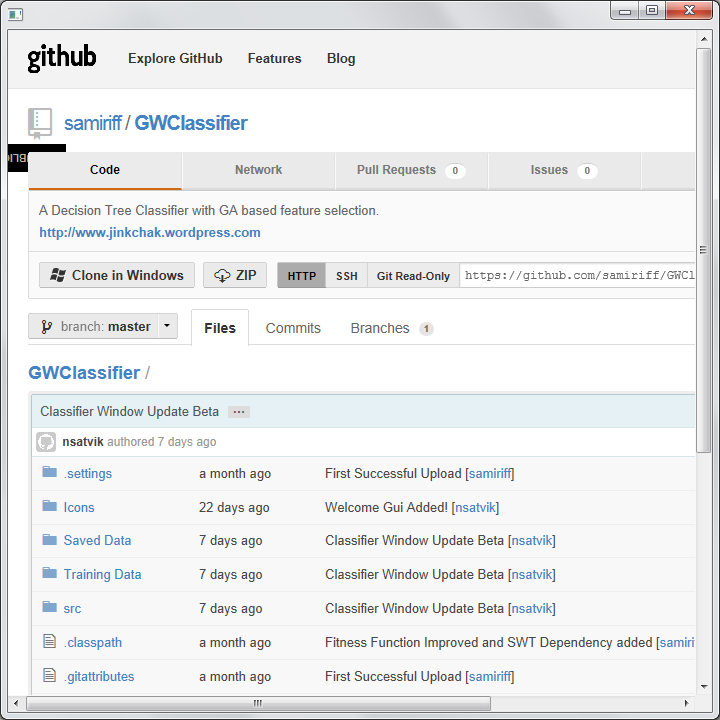 github Explore GitHub Features Blog
samiriff / GWClassifier
Code Network Pull Requests 0 Issues 0
A Decision Tree Classifier with GA based feature selection.
http://www.jinkchak.wordpress.com
Clone in Windows ZIP HTTP SSH Git Read-Only https://github.com/samiriff/GWCl
branch: master Files Commits Branches 1
GWClassifier /
Classifier Window Update Beta ...
nsatvik authored 7 days ago
.settings a month ago First Successful Upload [samiriff]
Icons 22 days ago Welcome Gui Added! [nsatvik]
Saved Data 7 days ago Classifier Window Update Beta [nsatvik]
Training Data 7 days ago Classifier Window Update Beta [nsatvik]
src 7 days ago Classifier Window Update Beta [nsatvik]
.classpath a month ago Fitness Function Improved and SWT Dependency added [samiri
.gitattributes a month ago First Successful Upload [samiriff]